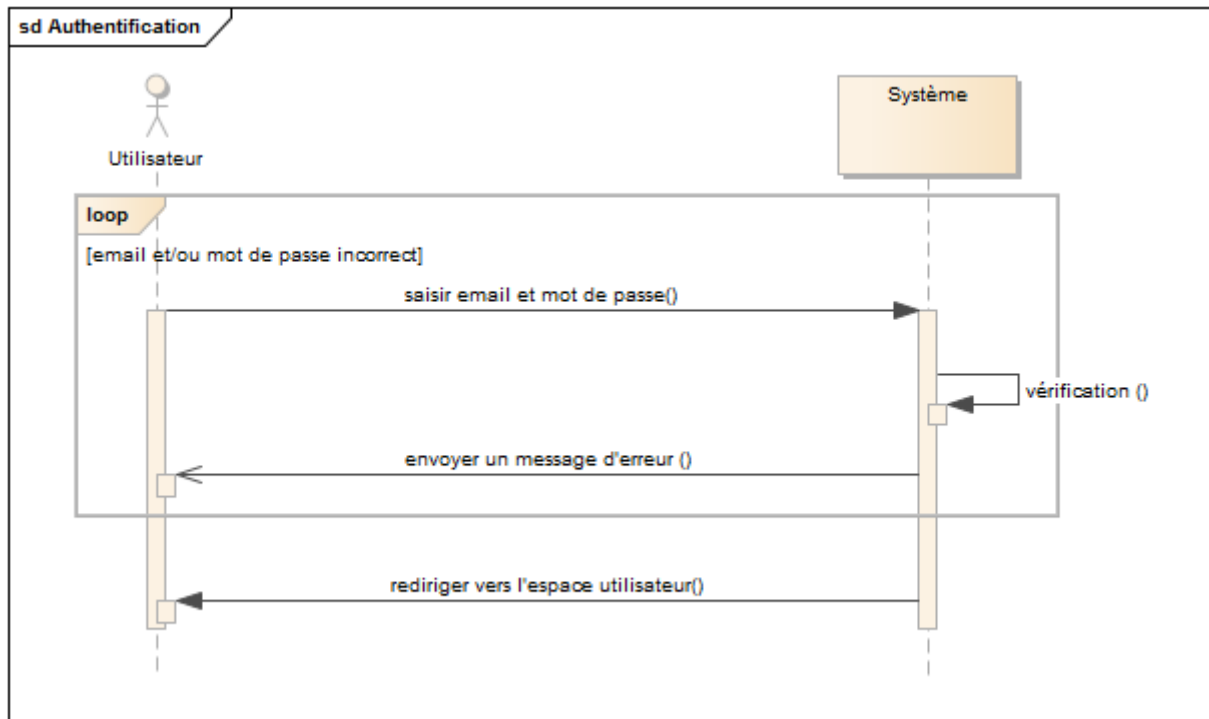 sd Authentification
Utilisateur
Système
loop
[email et/ou mot de passe incorrect]
saisir email et mot de passe()
vérification ()
envoyer un message d'erreur ()
rediriger vers l'espace utilisateur()